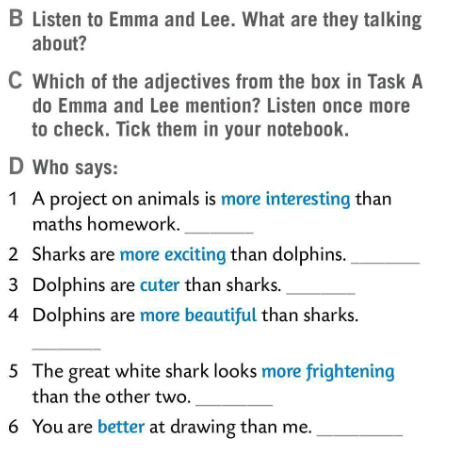 B Listen to Emma and Lee. What are they talking
about?
C Which of the adjectives from the box in Task A
do Emma and Lee mention? Listen once more
to check. Tick them in your notebook.
D Who says:
1 A project on animals is more interesting than
maths homework. ________
2 Sharks are more exciting than dolphins. ________
3 Dolphins are cuter than sharks. ________
4 Dolphins are more beautiful than sharks.
________
5 The great white shark looks more frightening
than the other two. _________
6 You are better at drawing than me. __________